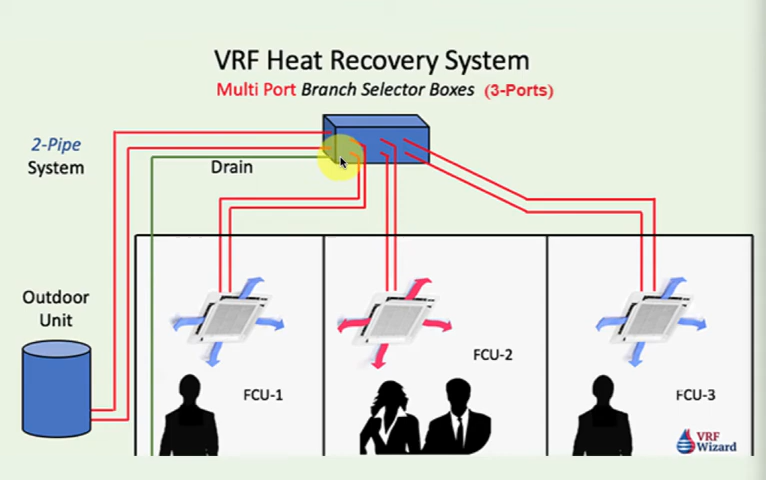 VRF Heat Recovery System
Multi Port Branch Selector Boxes (3-Ports)
2-Pipe
System
Drain
Outdoor
Unit
FCU-1
FCU-2
FCU-3
VRF
Wizard